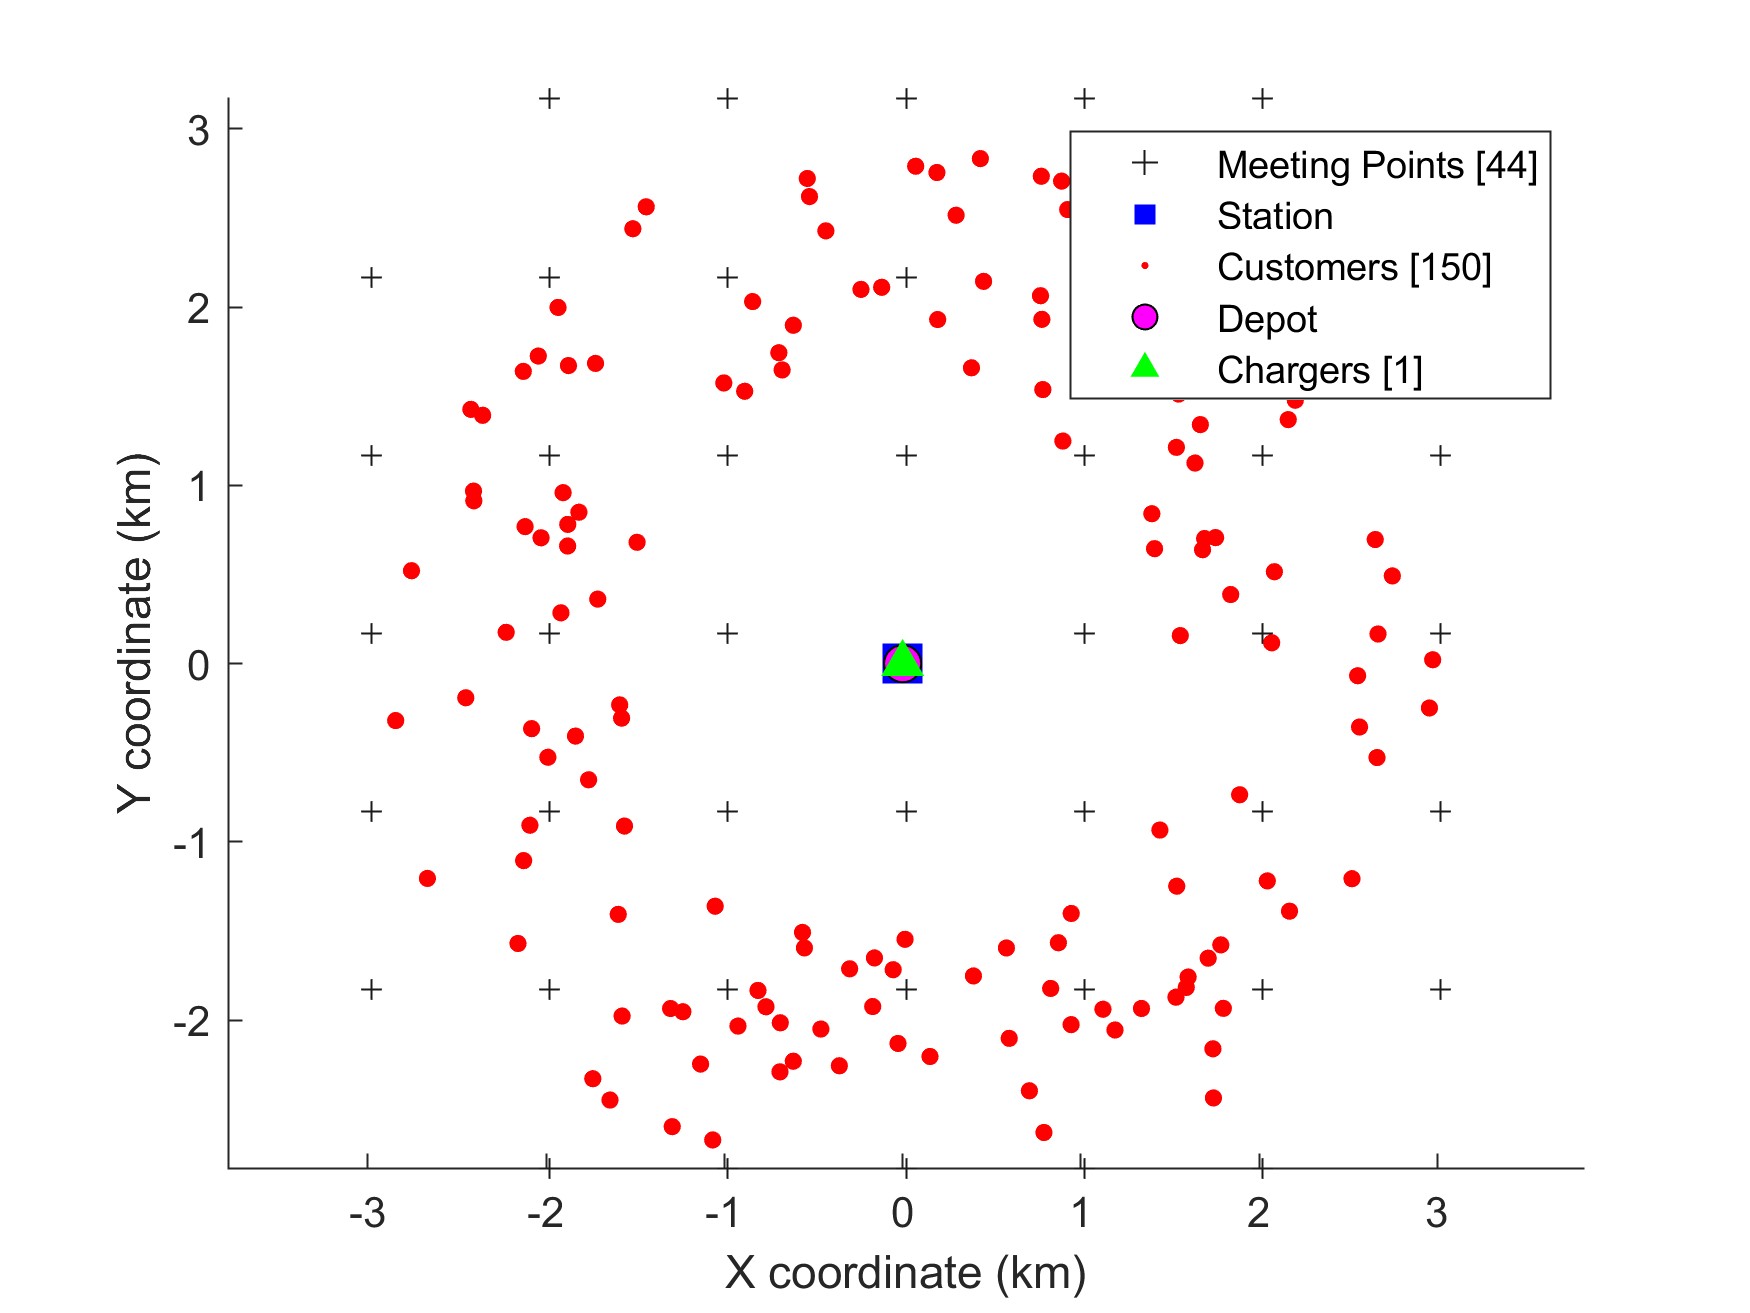 3
2
1
0
-1
-2
Y coordinate (km)
Meeting Points [44]
Station
Customers [150]
Depot
Chargers [1]
-3 -2 -1 0 1 2 3
X coordinate (km)